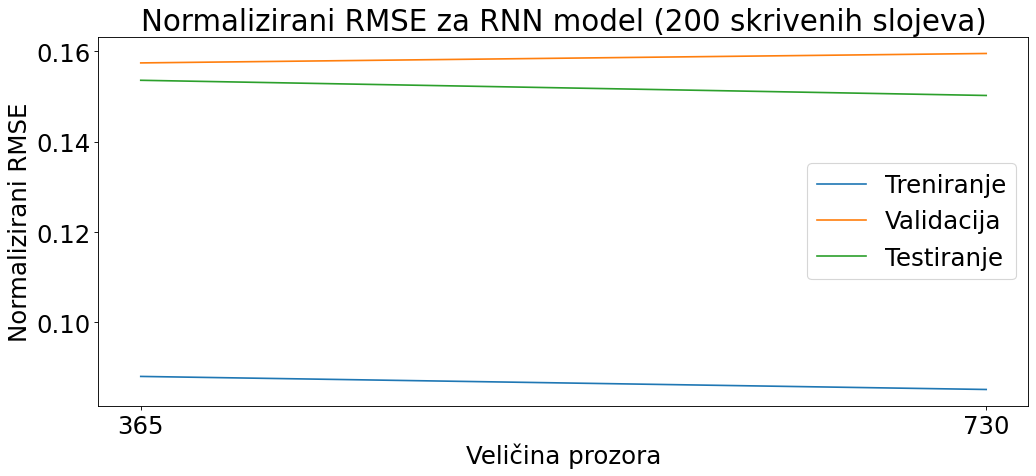 Normalizirani RMSE za RNN model (200 skrivenih slojeva)
Normalizirani RMSE
0.16
0.14
0.12
0.10
Treniranje
Validacija
Testiranje
365
730
Veličina prozora